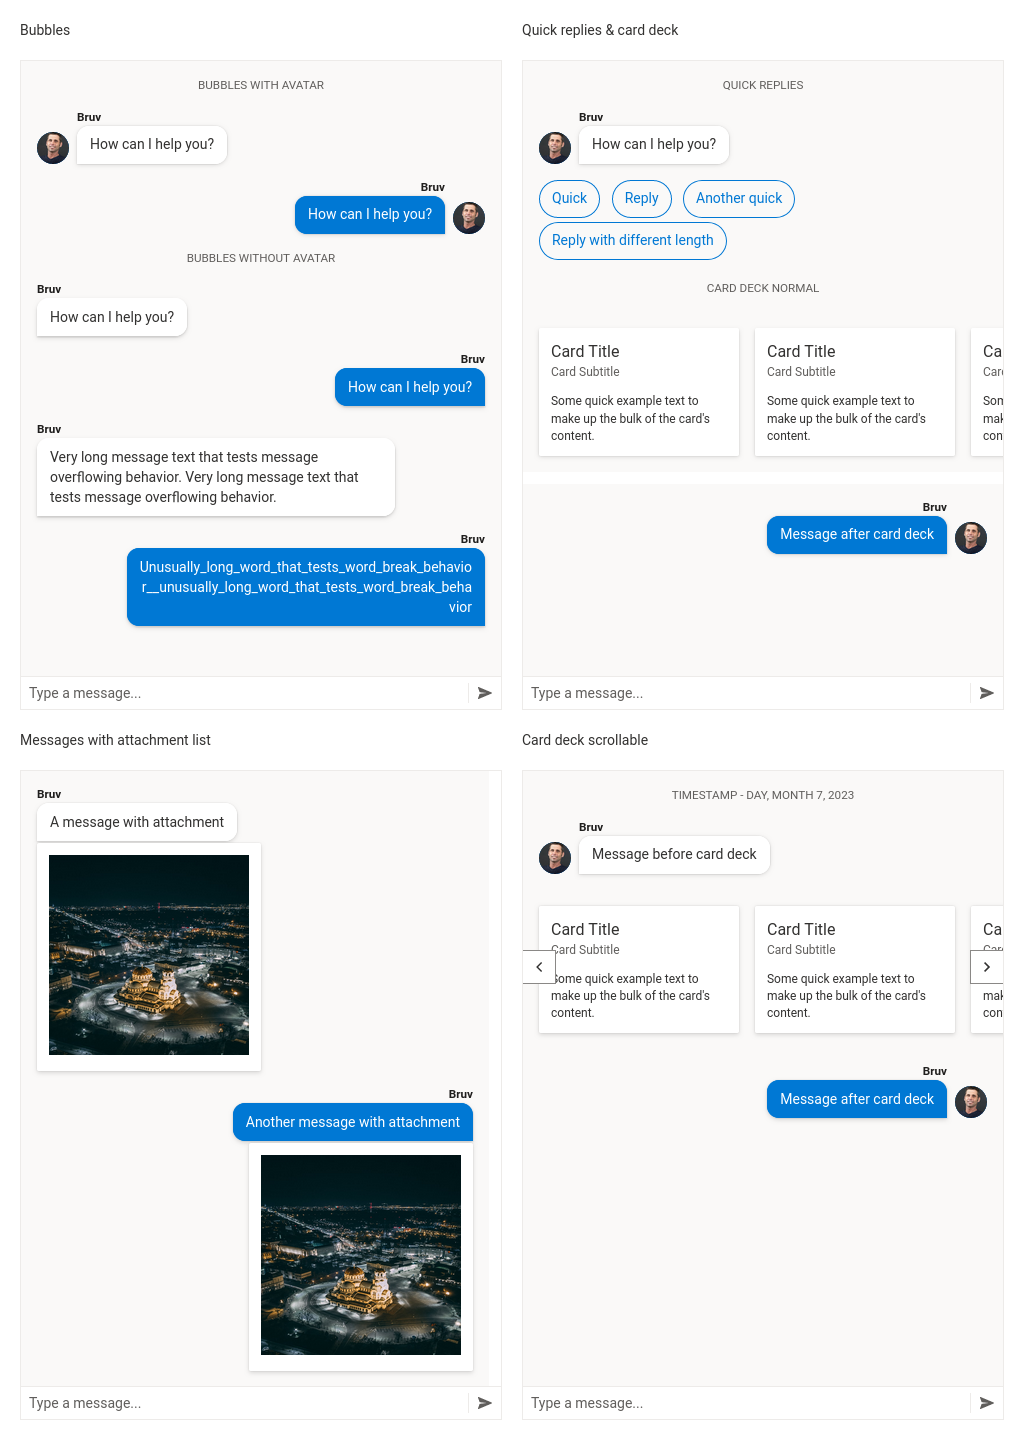 Bubbles
BUBBLES WITH AVATAR
Bruv
How can I help you?
Bruv
How can I help you?
BUBBLES WITHOUT AVATAR
Bruv
How can I help you?
Bruv
How can I help you?
Bruv
Very long message text that tests message
overflowing behavior. Very long message text that
tests message overflowing behavior.
Bruv
Unusually_long_word_that_tests_word_break_behavio
r__unusually_long_word_that_tests_word_break_beha
vior
Type a message...
Quick replies & card deck
QUICK REPLIES
Bruv
How can I help you?
Quick
Reply
Another quick
Reply with different length
CARD DECK NORMAL
Card Title
Card Subtitle
Some quick example text to
make up the bulk of the card's
content.
Card Title
Card Subtitle
Some quick example text to
make up the bulk of the card's
content.
Ca
Card
Som
mak
con
Bruv
Message after card deck
Type a message...
Messages with attachment list
Bruv
A message with attachment
Bruv
Another message with attachment
Type a message...
Card deck scrollable
TIMESTAMP - DAY, MONTH 7, 2023
Bruv
Message before card deck
Card Title
Card Subtitle
Some quick example text to
make up the bulk of the card's
content.
Card Title
Card Subtitle
Some quick example text to
make up the bulk of the card's
content.
Ca
mak
con
Bruv
Message after card deck
Type a message...